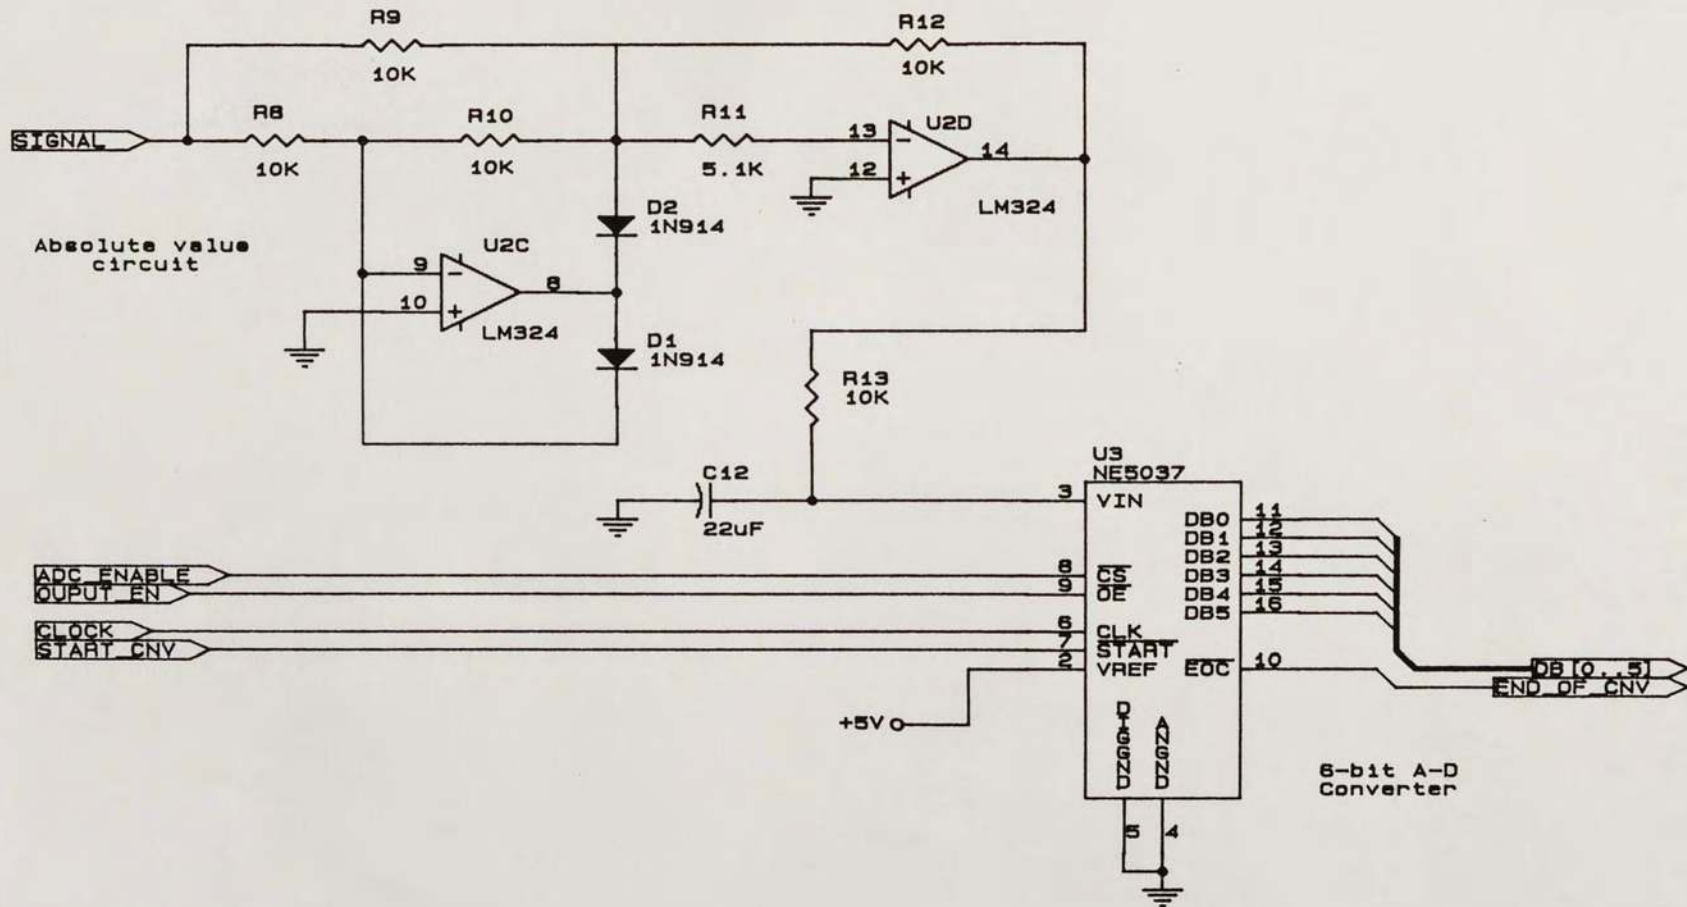 R9
10K
R12
10K
SIGNAL
R8
10K
R10
10K
R11
5.1K
13
12
U2D
14
LM324
Absolute value
circuit
D2
1N914
U2C
9
10
8
LM324
D1
1N914
R13
10K
C12
22uF
U3
NE5037
3 VIN
DB0 11
DB1 12
DB2 13
DB3 14
DB4 15
DB5 16
ADC_ENABLE
8 CS
OUPUT_EN
9 OE
CLOCK
6 CLK
START_CNV
7 START
2 VREF
EOC 10
DB[0..5]
END_OF_CNV
+5V
DIGGND
ANGND
5
4
6-bit A-D
Converter